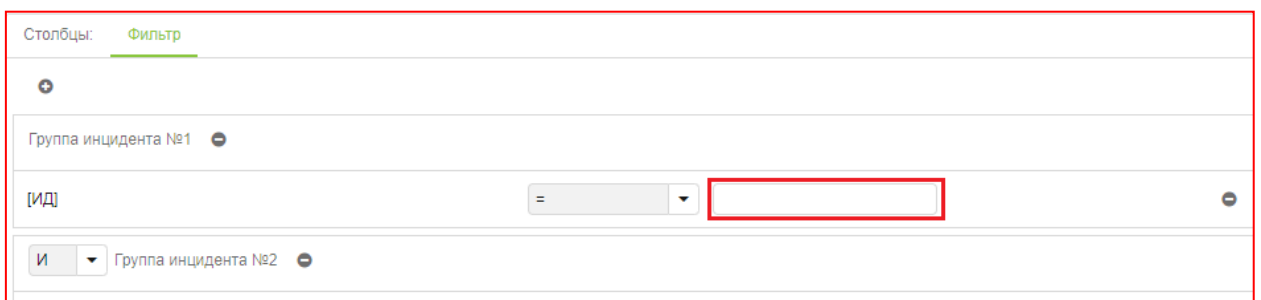 Столбцы: Фильтр
Группа инцидента №1
[ИД] =
И Группа инцидента №2